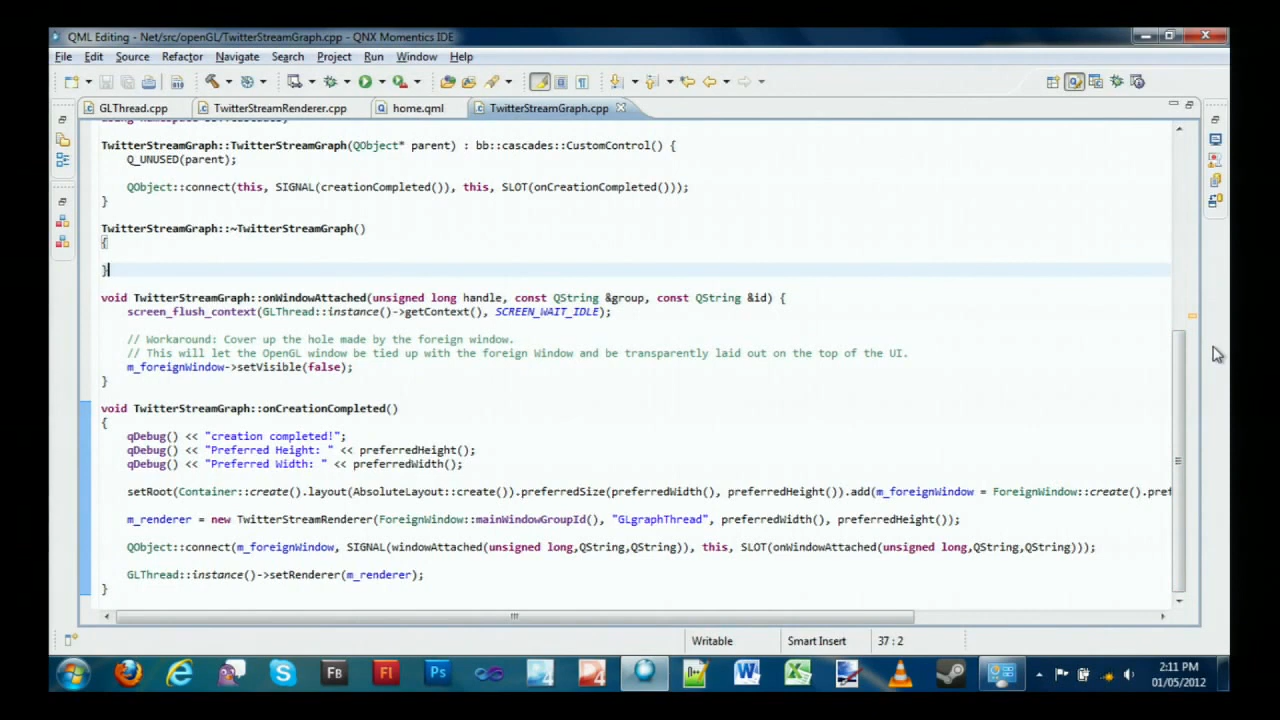 QML Editing - Net/src/openGL/TwitterStreamGraph.cpp - QNX Momentics IDE
File Edit Source Refactor Navigate Search Project Run Window Help
GLThread.cpp TwitterStreamRenderer.cpp home.qml TwitterStreamGraph.cpp
TwitterStreamGraph::TwitterStreamGraph(QObject* parent) : bb::cascades::CustomControl() {
Q_UNUSED(parent);
QObject::connect(this, SIGNAL(creationCompleted()), this, SLOT(onCreationCompleted()));
}
TwitterStreamGraph::~TwitterStreamGraph()
{
}
void TwitterStreamGraph::onWindowAttached(unsigned long handle, const QString &group, const QString &id) {
screen_flush_context(GLThread::instance()->getContext(), SCREEN_WAIT_IDLE);
// Workaround: Cover up the hole made by the foreign window.
// This will let the OpenGL window be tied up with the foreign Window and be transparently laid out on the top of the UI.
m_foreignWindow->setVisible(false);
}
void TwitterStreamGraph::onCreationCompleted()
{
qDebug() << "creation completed!";
qDebug() << "Preferred Height: " << preferredHeight();
qDebug() << "Preferred Width: " << preferredWidth();
setRoot(Container::create().layout(AbsoluteLayout::create()).preferredSize(preferredWidth(), preferredHeight()).add(m_foreignWindow = ForeignWindow::create().pref
m_renderer = new TwitterStreamRenderer(ForeignWindow::mainWindowGroupId(), "GLgraphThread", preferredWidth(), preferredHeight());
QObject::connect(m_foreignWindow, SIGNAL(windowAttached(unsigned long,QString,QString)), this, SLOT(onWindowAttached(unsigned long,QString,QString)));
GLThread::instance()->setRenderer(m_renderer);
}
Writable Smart Insert 37 : 2
Fb Fl Ps
2:11 PM
01/05/2012